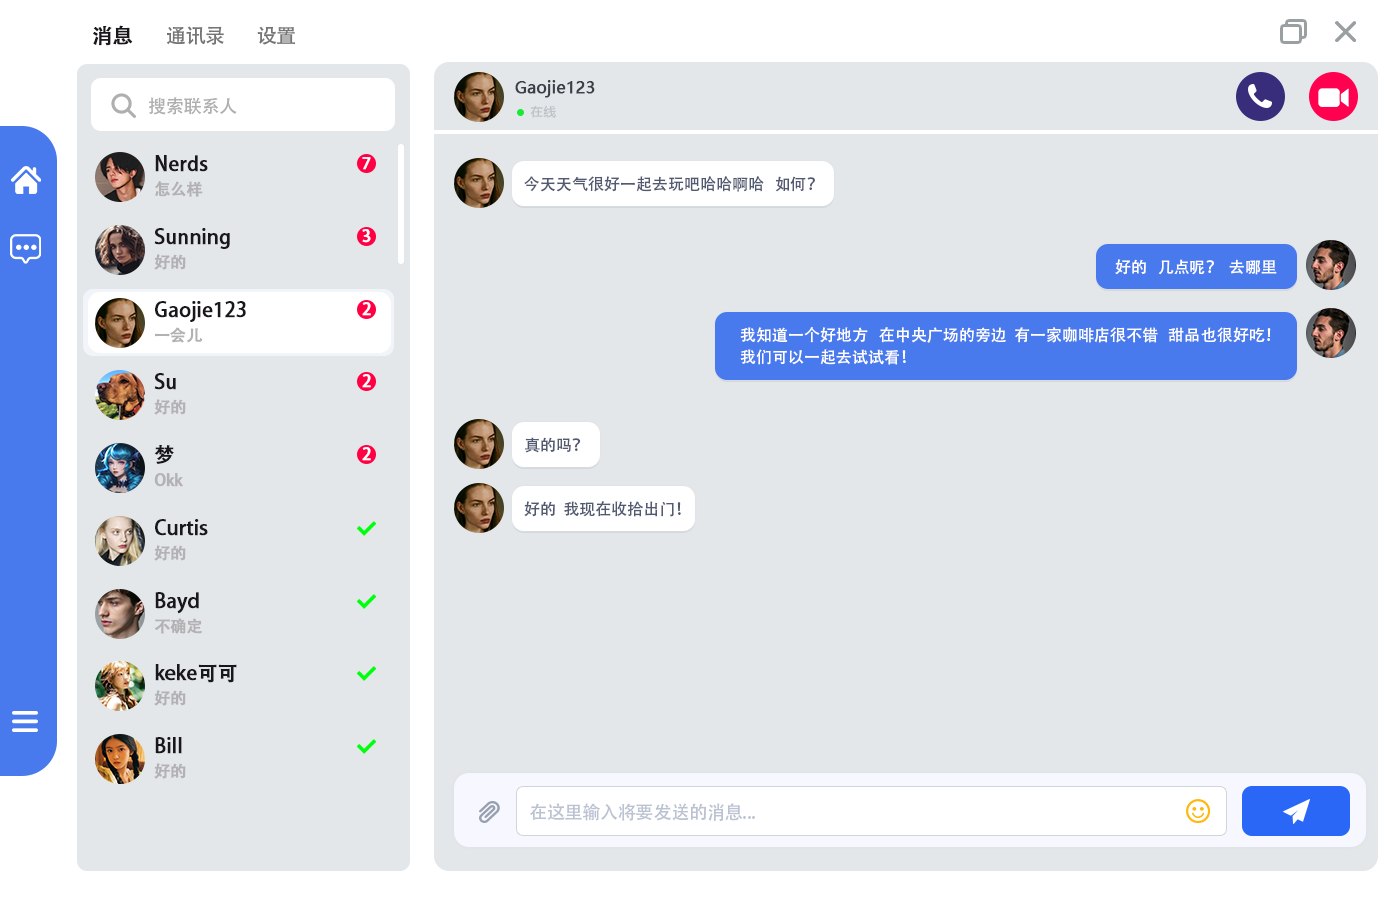 消息
通讯录
设置
搜索联系人
Nerds
7
怎么样
Sunning
3
好的
Gaojie123
2
一会儿
Su
2
好的
梦
2
Okk
Curtis
好的
Bayd
不确定
keke可可
好的
Bill
好的
Gaojie123
在线
今天天气很好一起去玩吧哈哈啊哈 如何？
好的 几点呢？ 去哪里
我知道一个好地方 在中央广场的旁边 有一家咖啡店很不错 甜品也很好吃！
我们可以一起去试试看！
真的吗？
好的 我现在收拾出门！
在这里输入将要发送的消息...